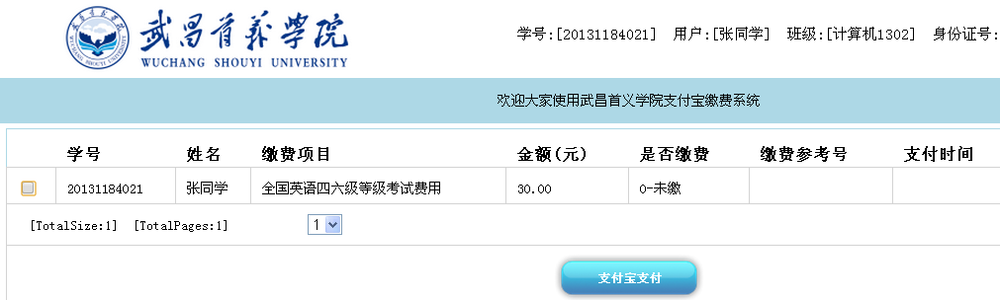 武昌首义学院
WUCHANG SHOUYI UNIVERSITY
学号:[20131184021] 用户:[张同学] 班级:[计算机1302] 身份证号:
欢迎大家使用武昌首义学院支付宝缴费系统
学号 姓名 缴费项目 金额(元) 是否缴费 缴费参考号 支付时间
20131184021 张同学 全国英语四六级等级考试费用 30.00 0-未缴
[TotalSize:1] [TotalPages:1] 1
支付宝支付